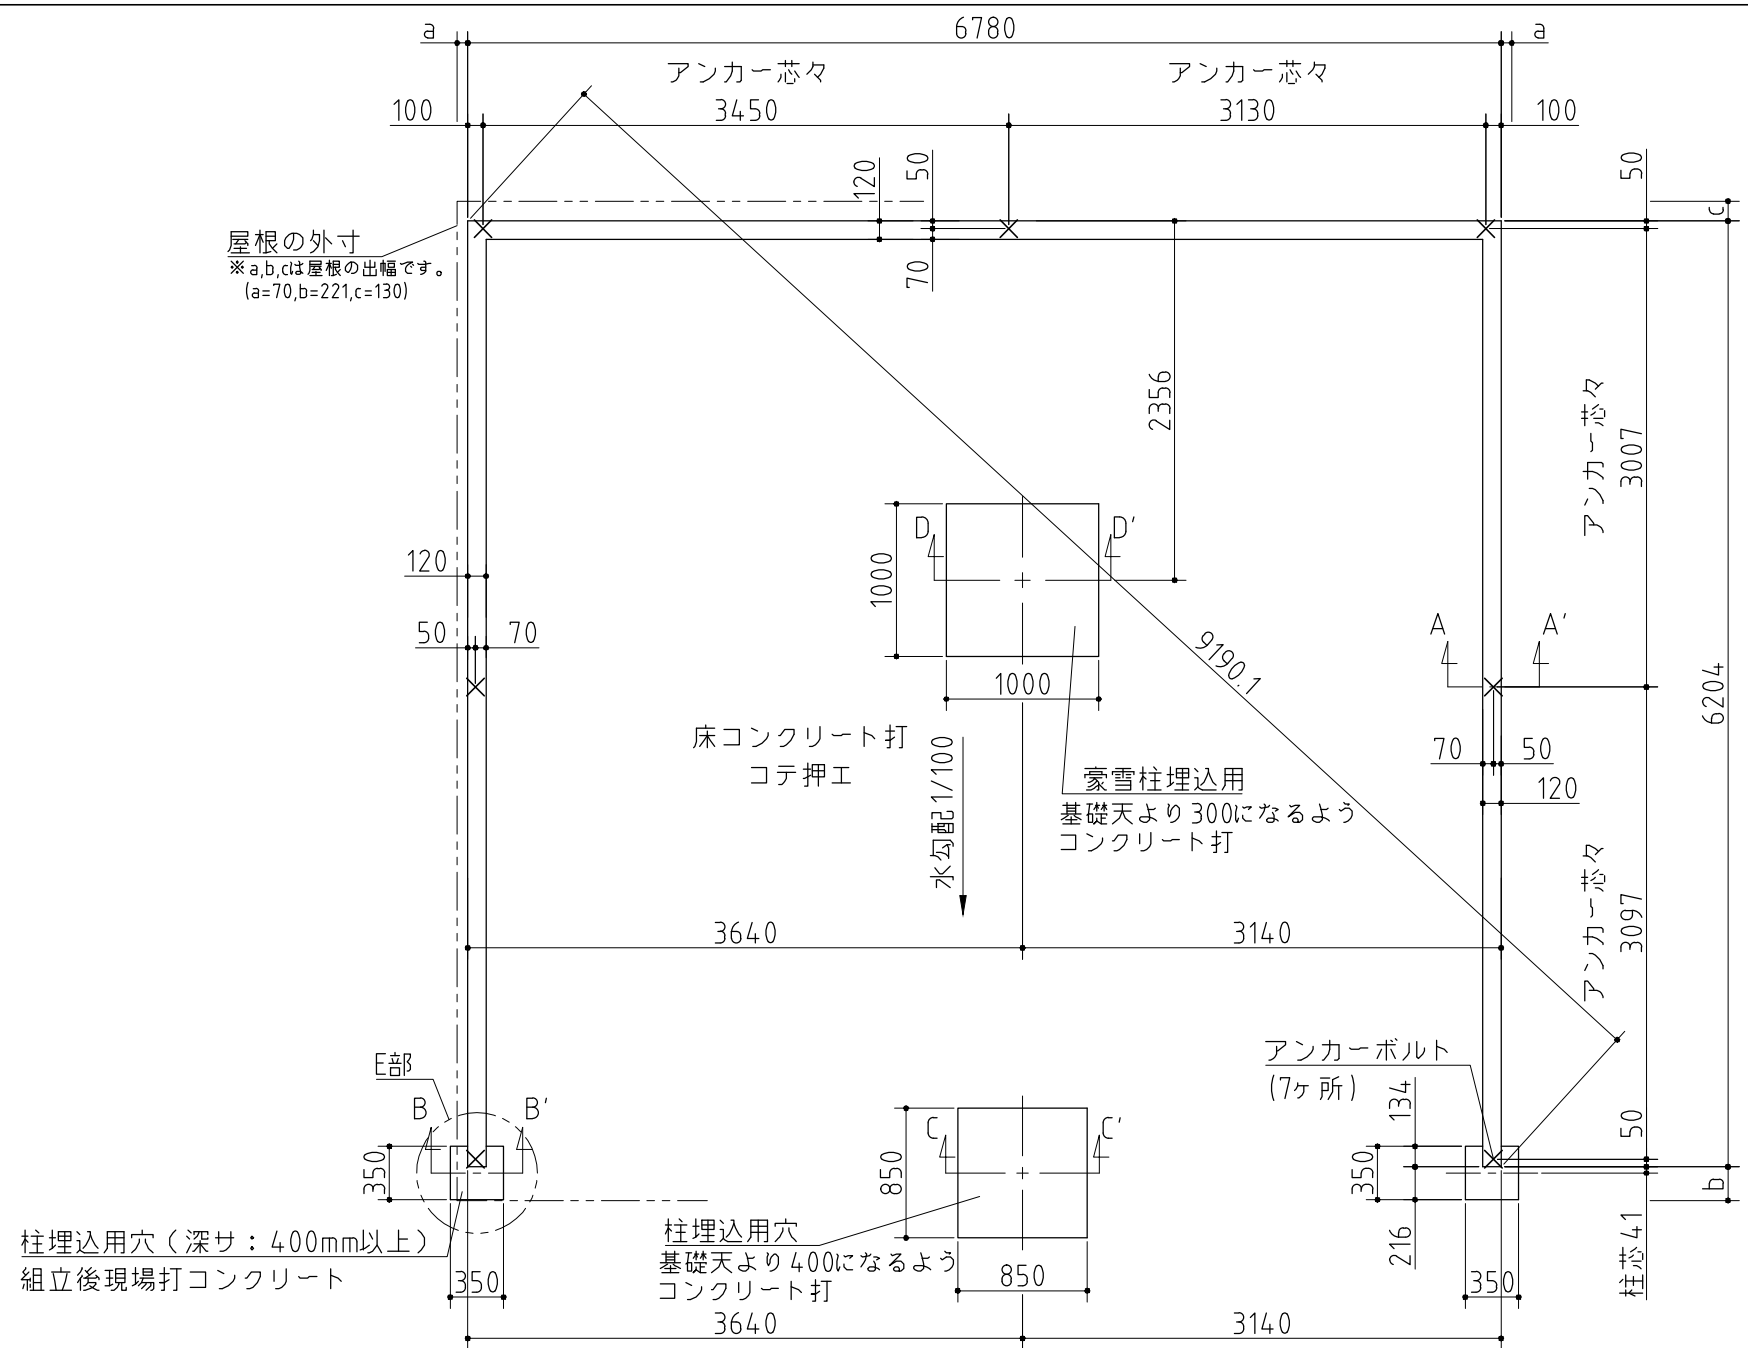 a
6780
a
アンカー芯々
アンカー芯々
100
3450
3130
100
120
50
50
c
屋根の外寸
※a,b,cは屋根の出幅です。
(a=70,b=221,c=130)
70
2356
アンカー芯々
3007
D
D'
1000
120
1000
50
70
A
A'
9190.1
6204
床コンクリート打
コテ押エ
水勾配1/100
豪雪柱埋込用
基礎天より300になるよう
コンクリート打
70
50
120
アンカー芯々
3097
3640
3140
E部
B
B'
350
C
C'
850
アンカーボルト
(7ヶ所)
134
50
350
b
216
柱芯41
柱埋込用穴(深サ:400mm以上)
組立後現場打コンクリート
350
柱埋込用穴
基礎天より400になるよう
コンクリート打
850
350
3640
3140